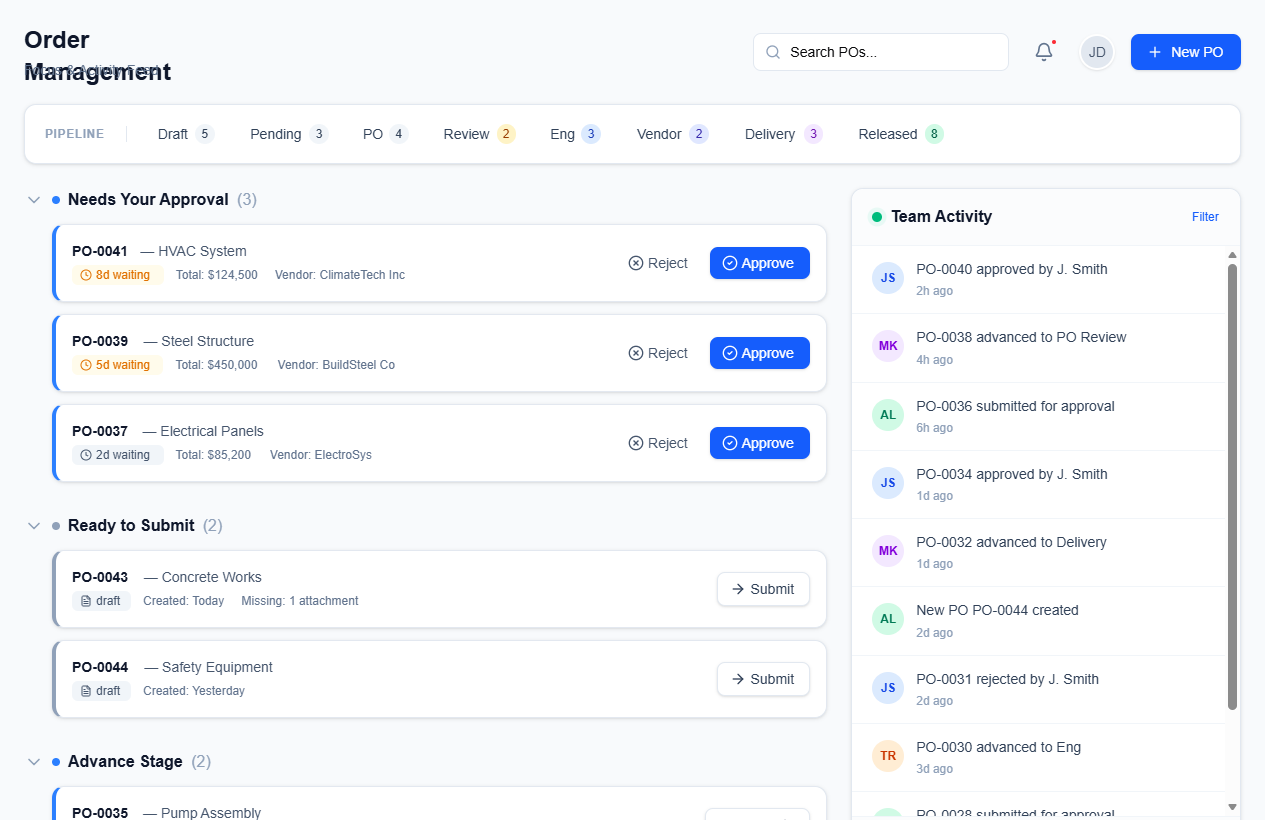 Order
Management
Focus & Activity Feed
Search POs...
JD
New PO
PIPELINE
Draft 5
Pending 3
PO 4
Review 2
Eng 3
Vendor 2
Delivery 3
Released 8
Needs Your Approval (3)
PO-0041 — HVAC System
8d waiting Total: $124,500 Vendor: ClimateTech Inc
Reject
Approve
PO-0039 — Steel Structure
5d waiting Total: $450,000 Vendor: BuildSteel Co
Reject
Approve
PO-0037 — Electrical Panels
2d waiting Total: $85,200 Vendor: ElectroSys
Reject
Approve
Ready to Submit (2)
PO-0043 — Concrete Works
draft Created: Today Missing: 1 attachment
Submit
PO-0044 — Safety Equipment
draft Created: Yesterday
Submit
Advance Stage (2)
PO-0035 — Pump Assembly
Team Activity
Filter
JS
PO-0040 approved by J. Smith
2h ago
MK
PO-0038 advanced to PO Review
4h ago
AL
PO-0036 submitted for approval
6h ago
JS
PO-0034 approved by J. Smith
1d ago
MK
PO-0032 advanced to Delivery
1d ago
AL
New PO PO-0044 created
2d ago
JS
PO-0031 rejected by J. Smith
2d ago
TR
PO-0030 advanced to Eng
3d ago
PO-0028 submitted for approval